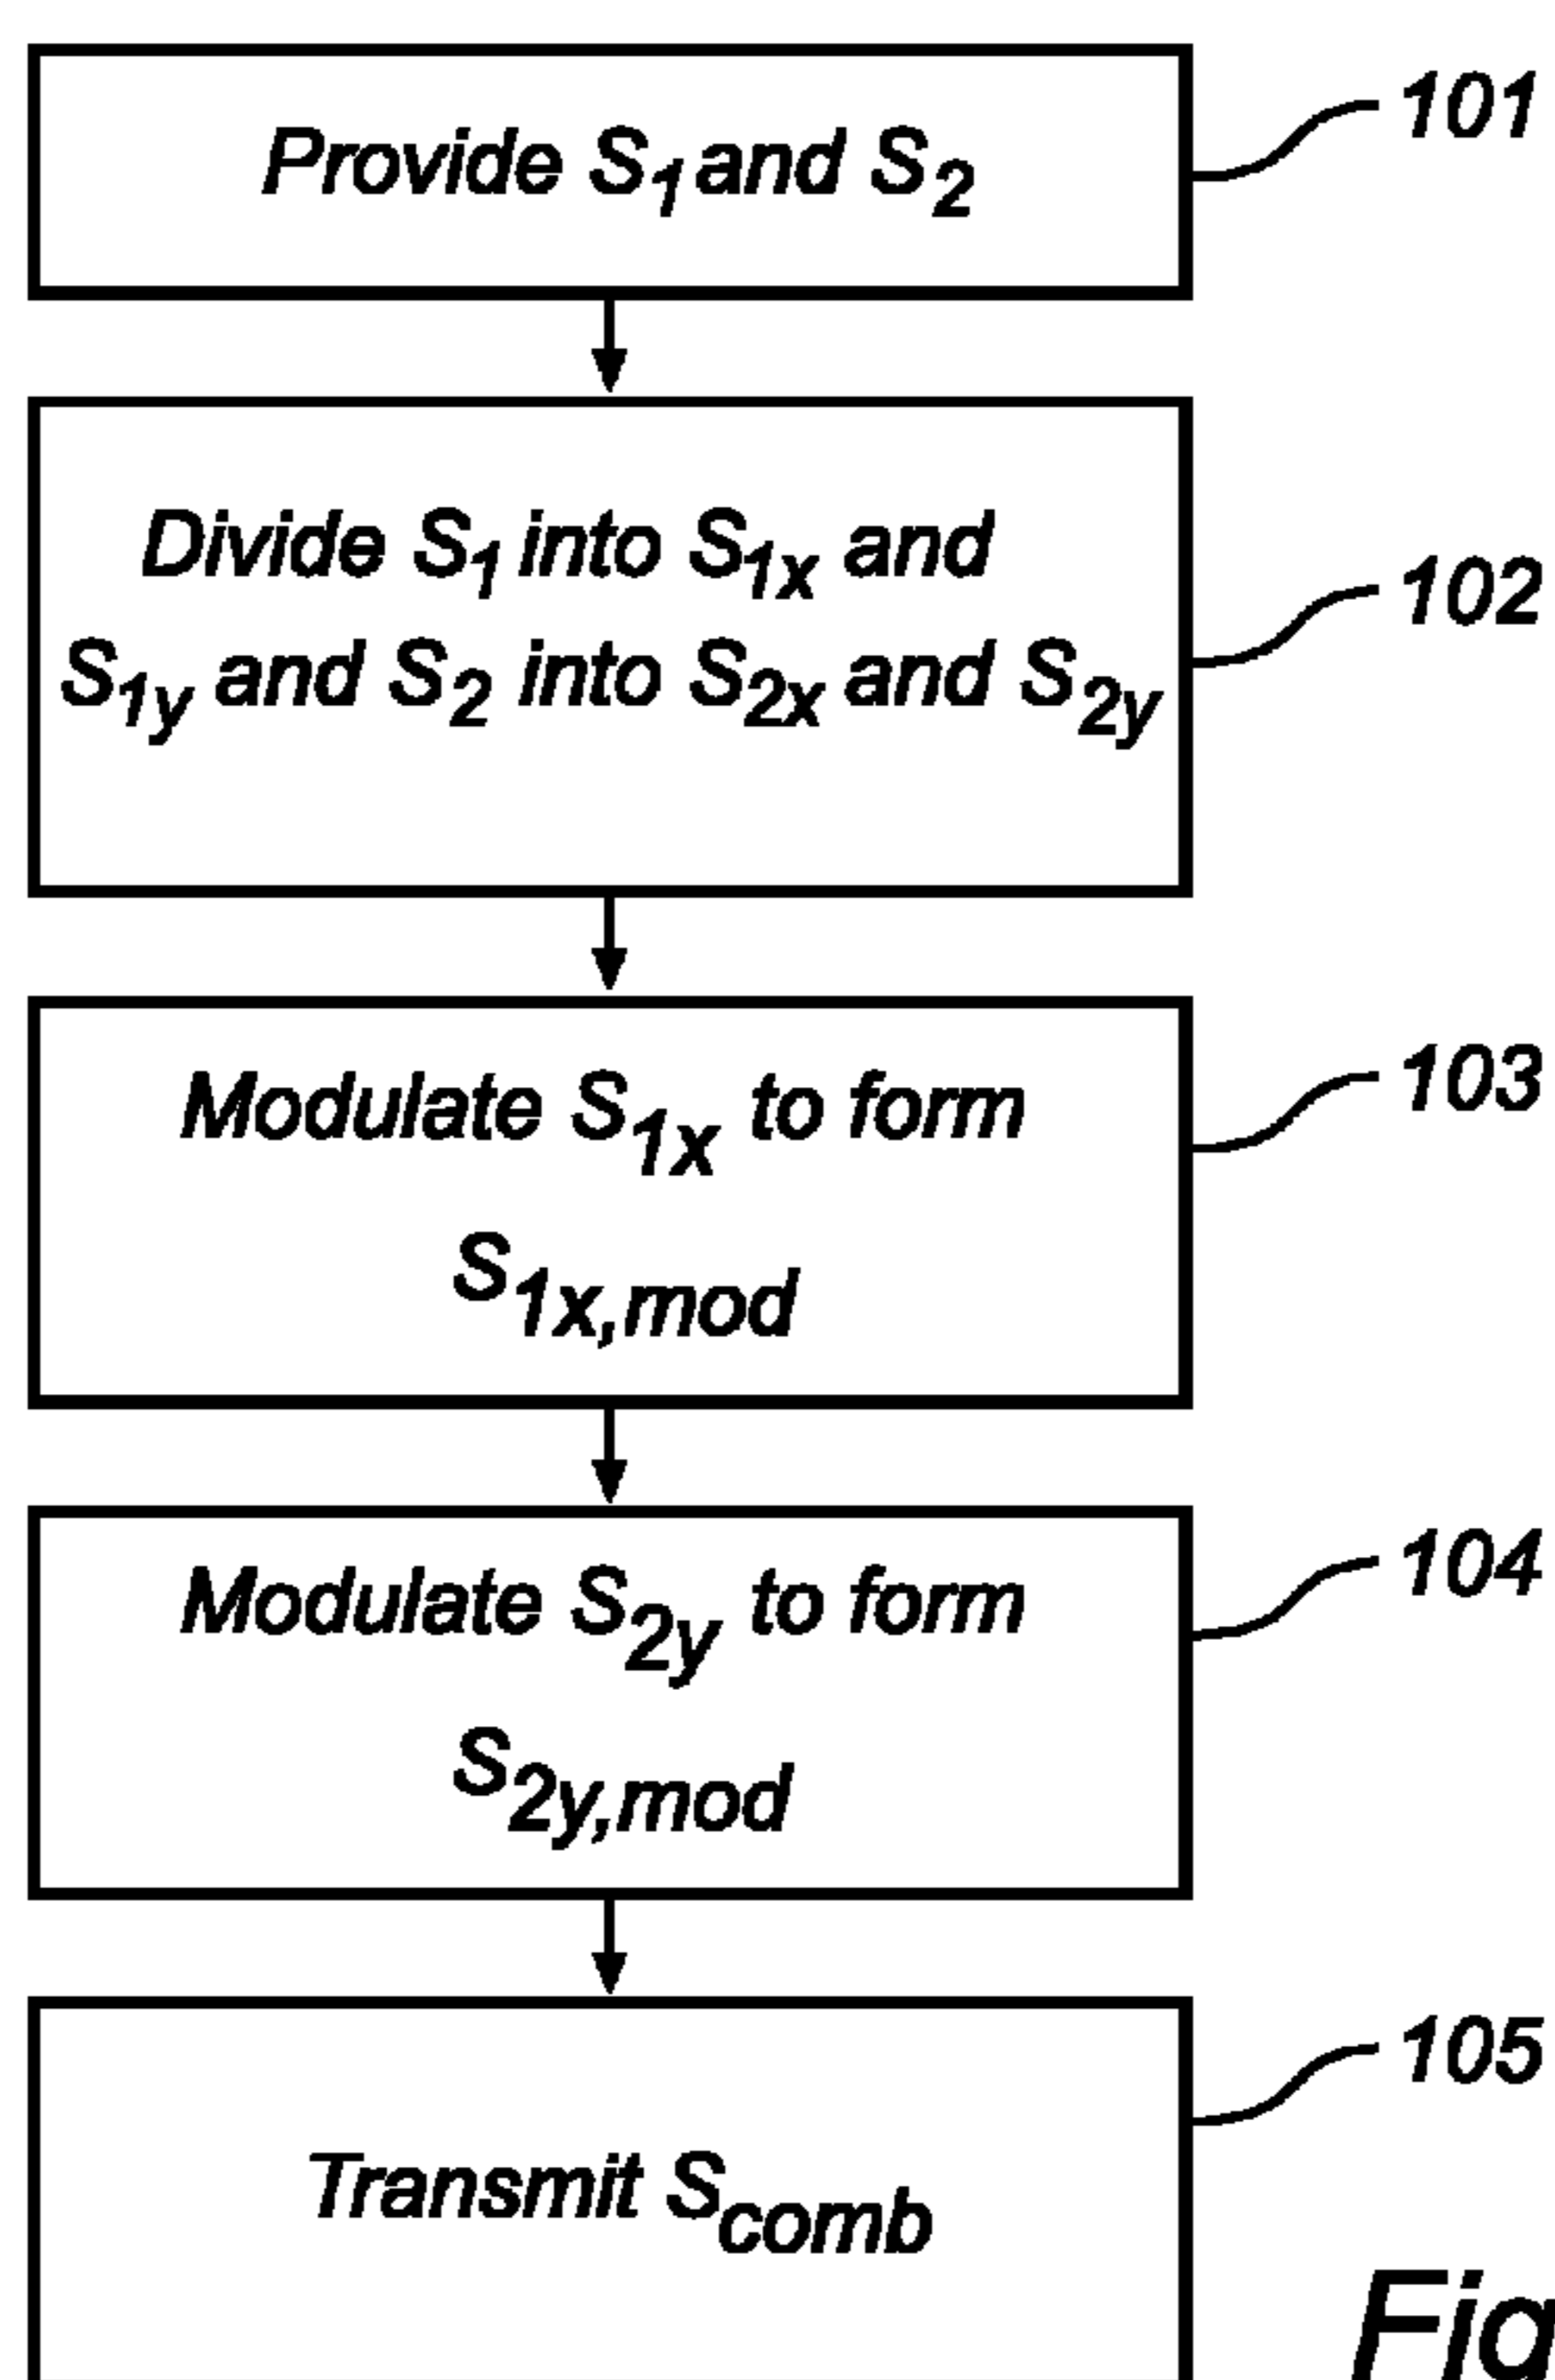 Provide S₁ and S₂
101
Divide S₁ into S₁ₓ and
S₁y and S₂ into S₂ₓ and S₂y
102
Modulate S₁ₓ to form
S₁ₓ,mod
103
Modulate S₂y to form
S₂y,mod
104
Transmit Scomb
105
Fig